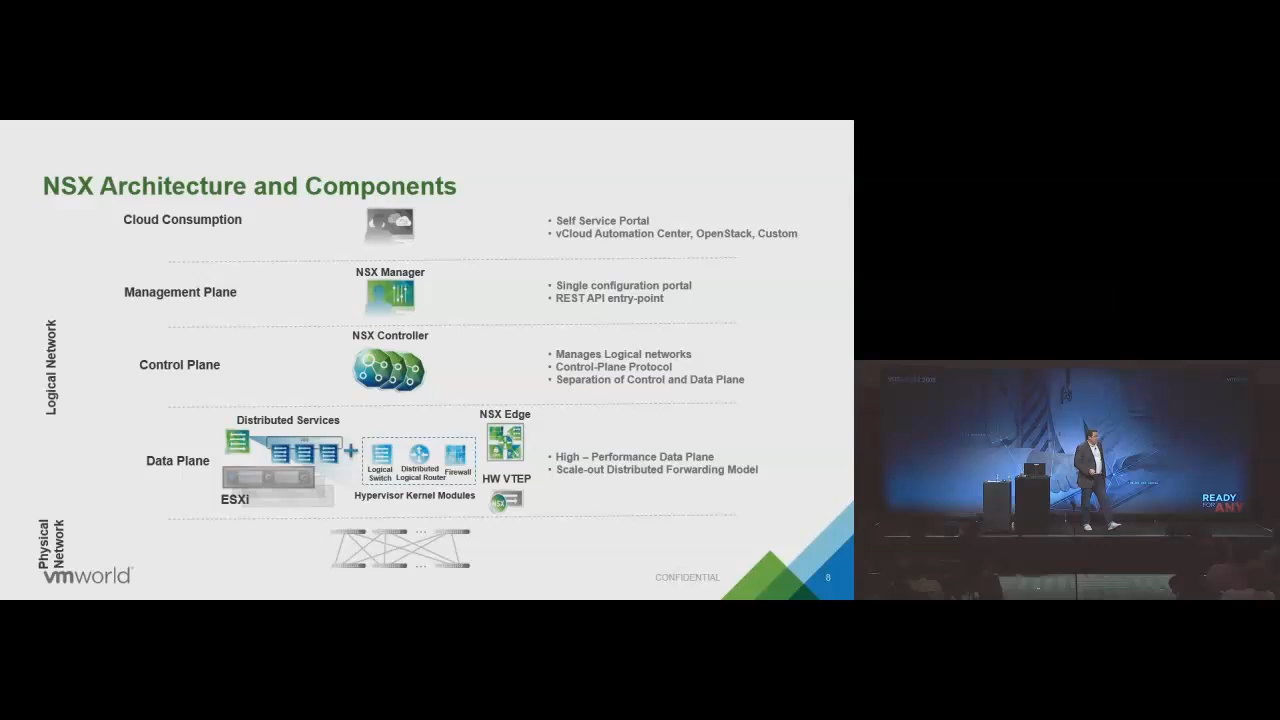 NSX Architecture and Components
Cloud Consumption
• Self Service Portal
• vCloud Automation Center, OpenStack, Custom
Management Plane
NSX Manager
• Single configuration portal
• REST API entry-point
Logical Network
Control Plane
NSX Controller
• Manages Logical networks
• Control-Plane Protocol
• Separation of Control and Data Plane
Data Plane
Distributed Services
ESXi
Logical
Switch
Distributed
Logical Router
Firewall
Hypervisor Kernel Modules
NSX Edge
HW VTEP
NSX
• High – Performance Data Plane
• Scale-out Distributed Forwarding Model
Physical
Network
vmworld
CONFIDENTIAL
8
READY
FOR ANY